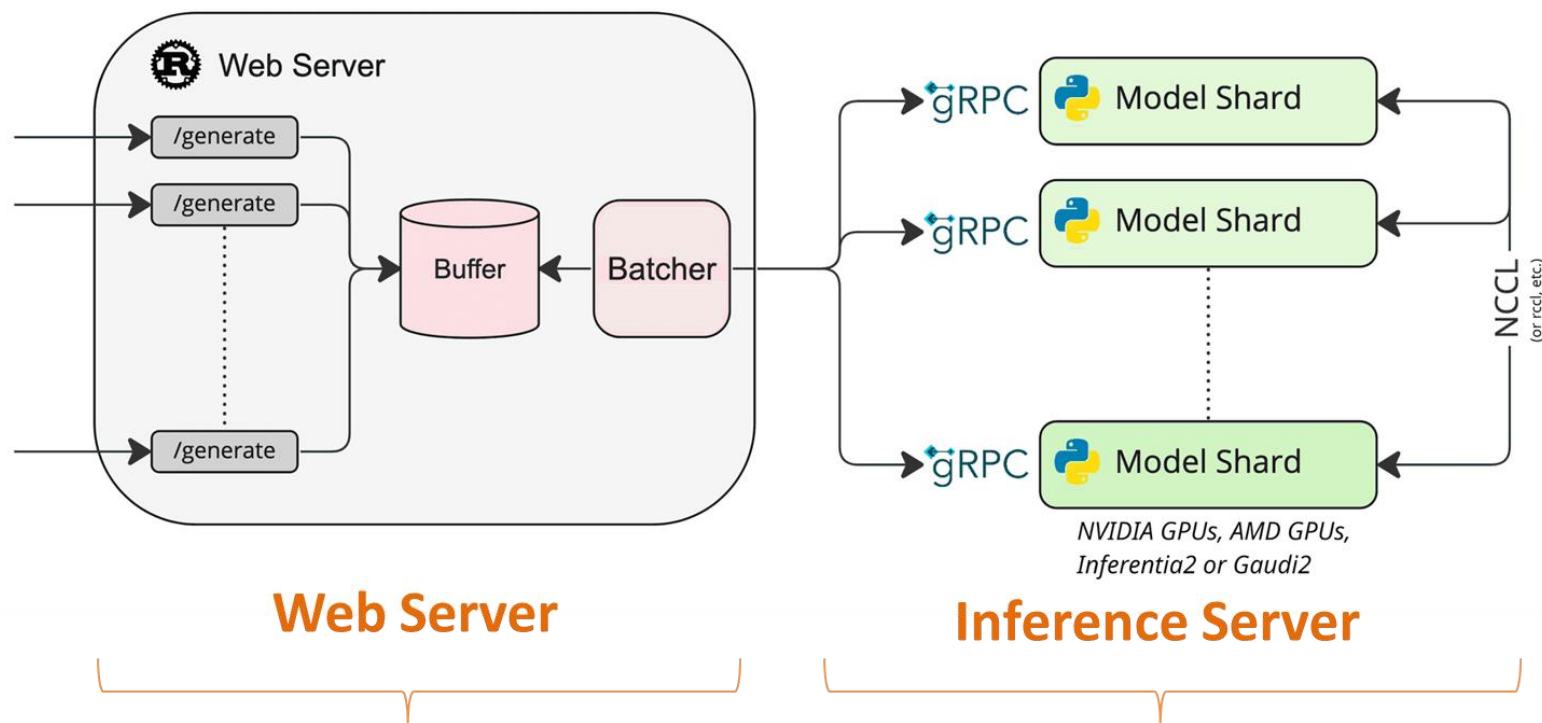 Web Server
/generate
/generate
/generate
Buffer
Batcher
gRPC
Model Shard
gRPC
Model Shard
gRPC
Model Shard
NCCL
(or rccl, etc.)
NVIDIA GPUs, AMD GPUs,
Inferentia2 or Gaudi2
Web Server
Inference Server